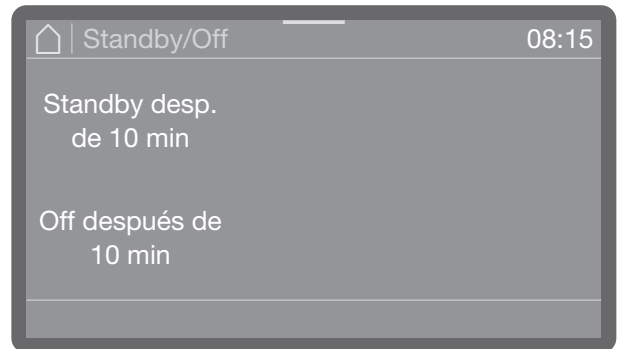 Standby/Off 08:15
Standby desp.
de 10 min
Off después de
10 min